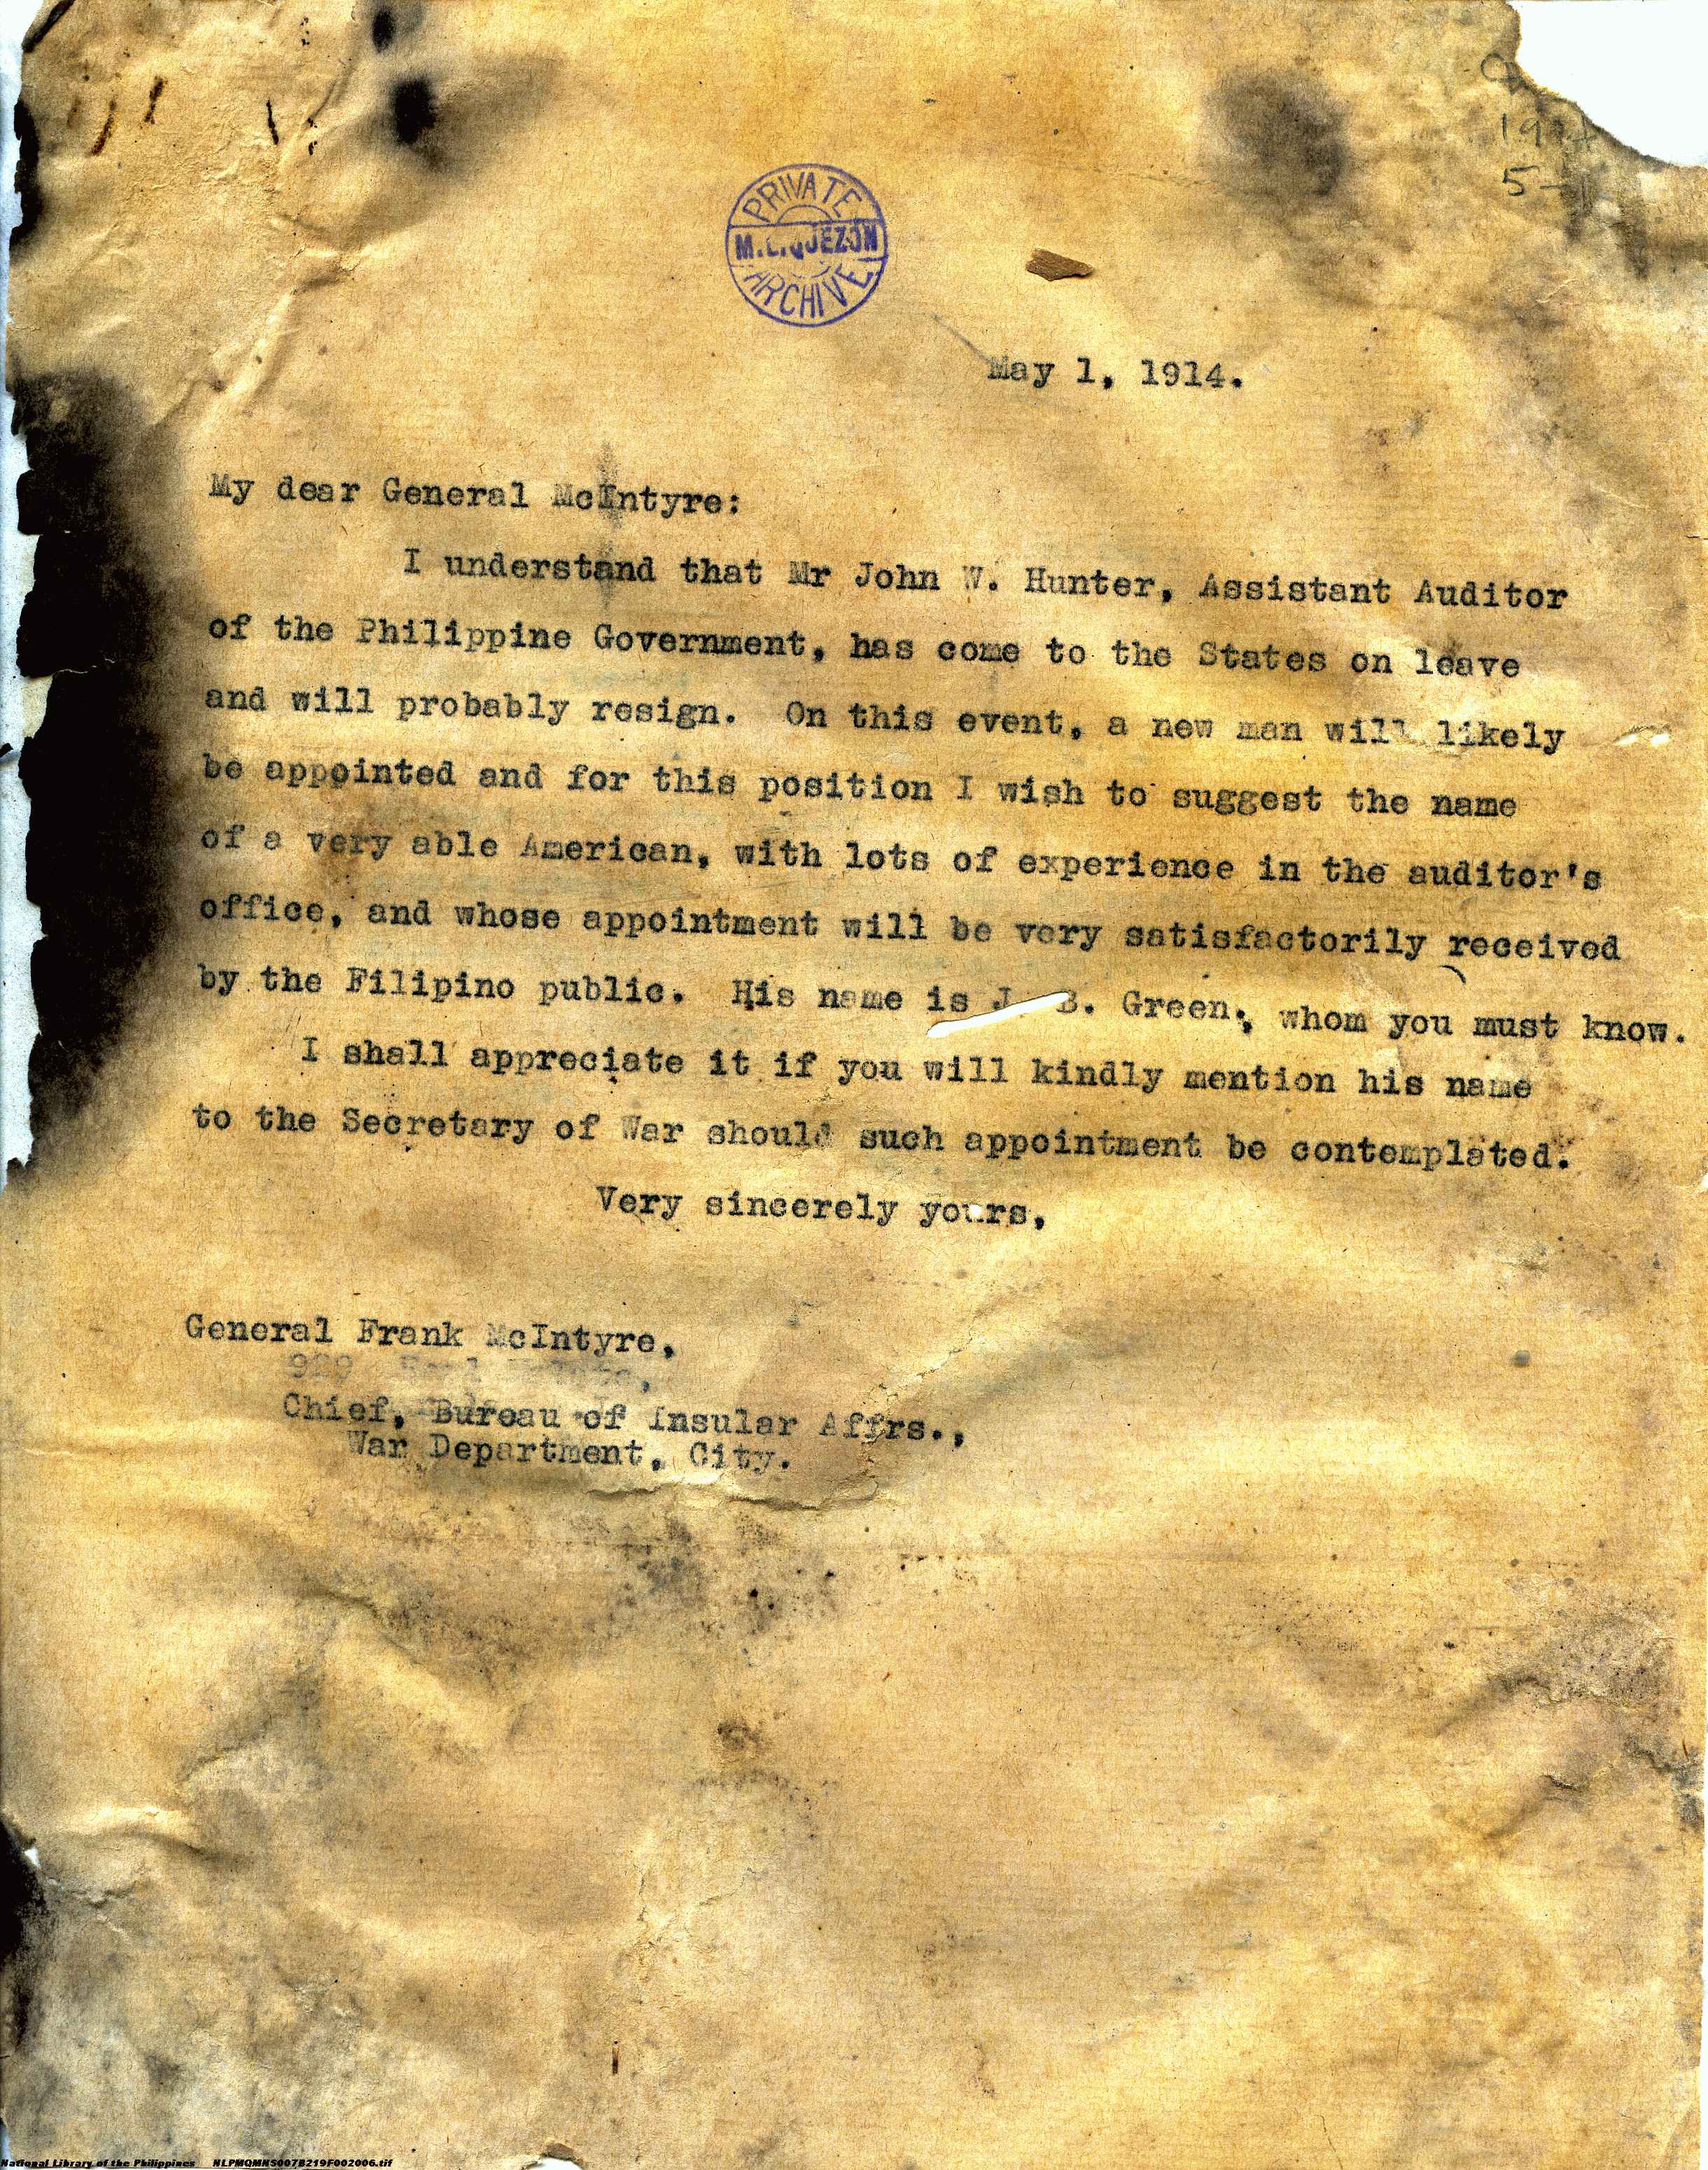 PRIVATE
M.L.QUEZON
ARCHIVE
May 1, 1914.
My dear General McIntyre:
I understand that Mr John W. Hunter, Assistant Auditor
of the Philippine Government, has come to the States on leave
and will probably resign. On this event, a new man will likely
be appointed and for this position I wish to suggest the name
of a very able American, with lots of experience in the auditor's
office, and whose appointment will be very satisfactorily received
by the Filipino public. His name is J. B. Green., whom you must know.
I shall appreciate it if you will kindly mention his name
to the Secretary of War should such appointment be contemplated.
Very sincerely yours,
General Frank McIntyre,
Chief, Bureau of Insular Affrs.,
War Department, City.
National Library of the Philippines NLPMQMNS007B219F002006.tif